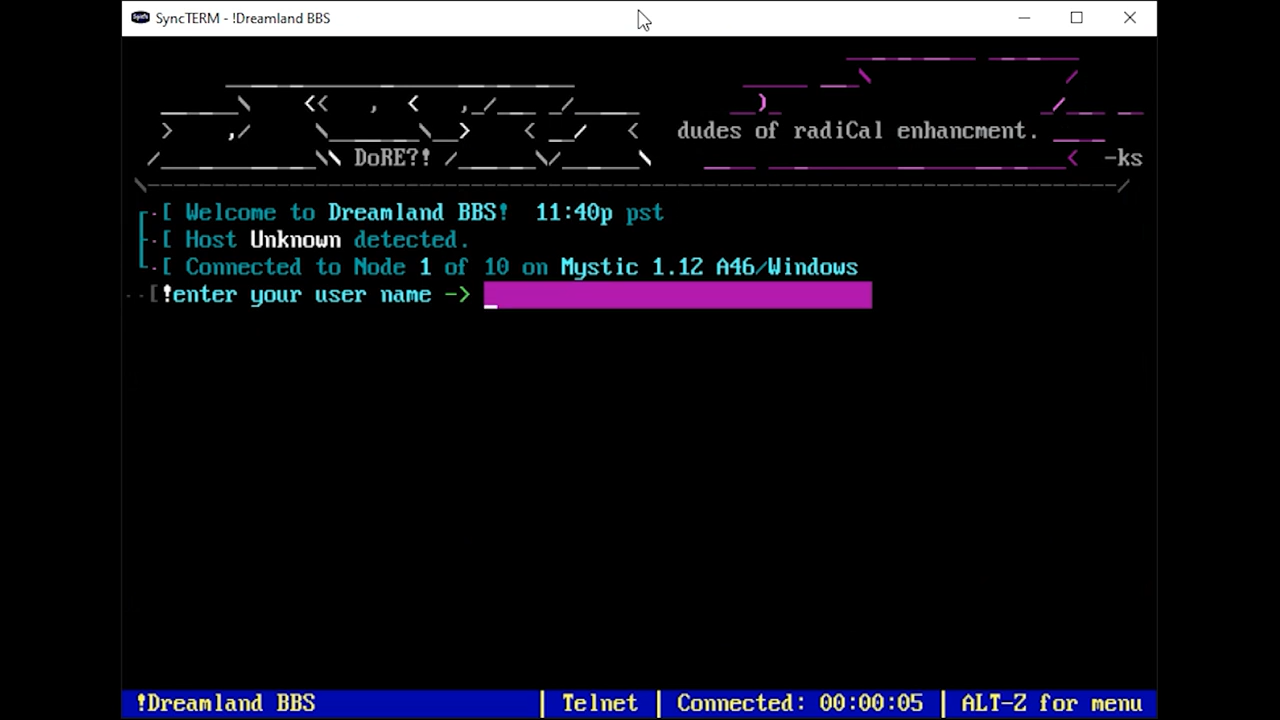 SyncTERM - !Dreamland BBS
dudes of radiCal enhancment.
DoRE?!
-ks
[ Welcome to Dreamland BBS! 11:40p pst
[ Host Unknown detected.
[ Connected to Node 1 of 10 on Mystic 1.12 A46/Windows
[!enter your user name ->
!Dreamland BBS | Telnet | Connected: 00:00:05 | ALT-Z for menu